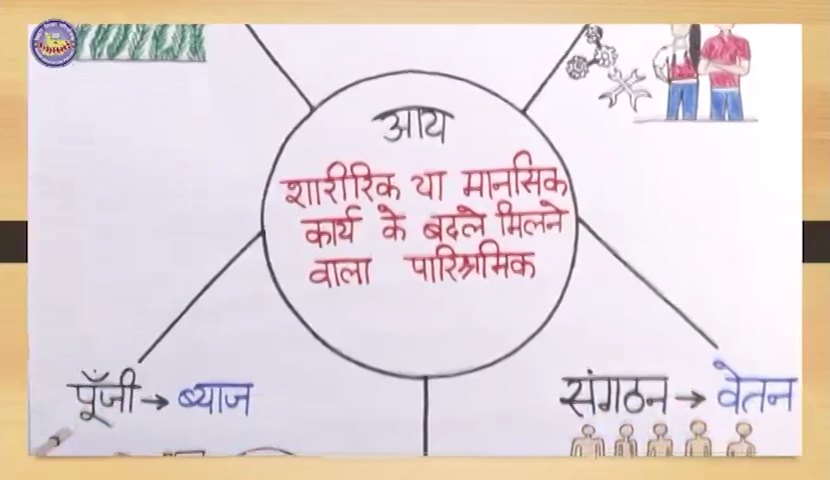 आय
शारीरिक या मानसिक
कार्य के बदले मिलने
वाला पारिश्रमिक
पूँजी → ब्याज
संगठन → वेतन